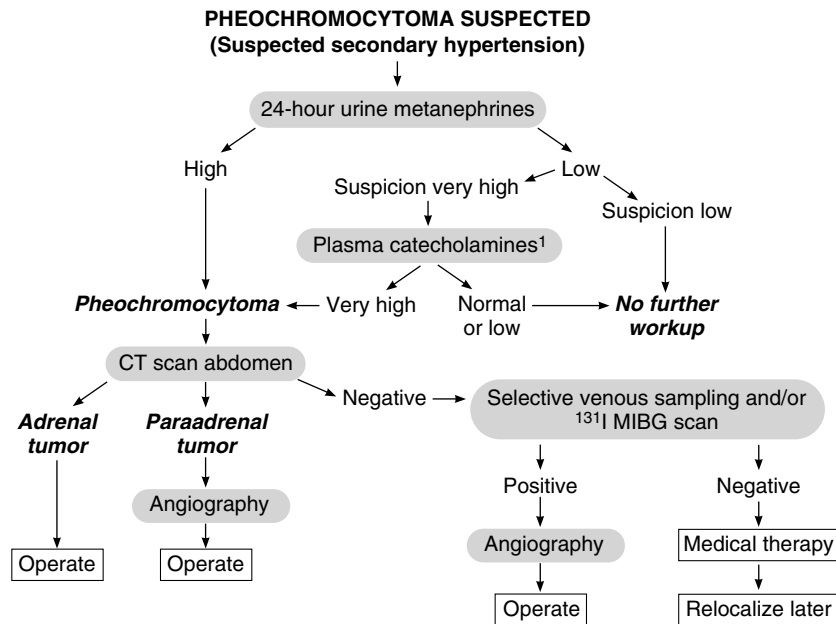 PHEOCHROMOCYTOMA SUSPECTED
(Suspected secondary hypertension)
24-hour urine metanephrines
High
Low
Suspicion very high
Suspicion low
Plasma catecholamines1
Pheochromocytoma
Very high
Normal
or low
No further
workup
CT scan abdomen
Negative
Selective venous sampling and/or
131I MIBG scan
Adrenal
tumor
Paraadrenal
tumor
Positive
Negative
Angiography
Angiography
Medical therapy
Operate
Operate
Operate
Relocalize later